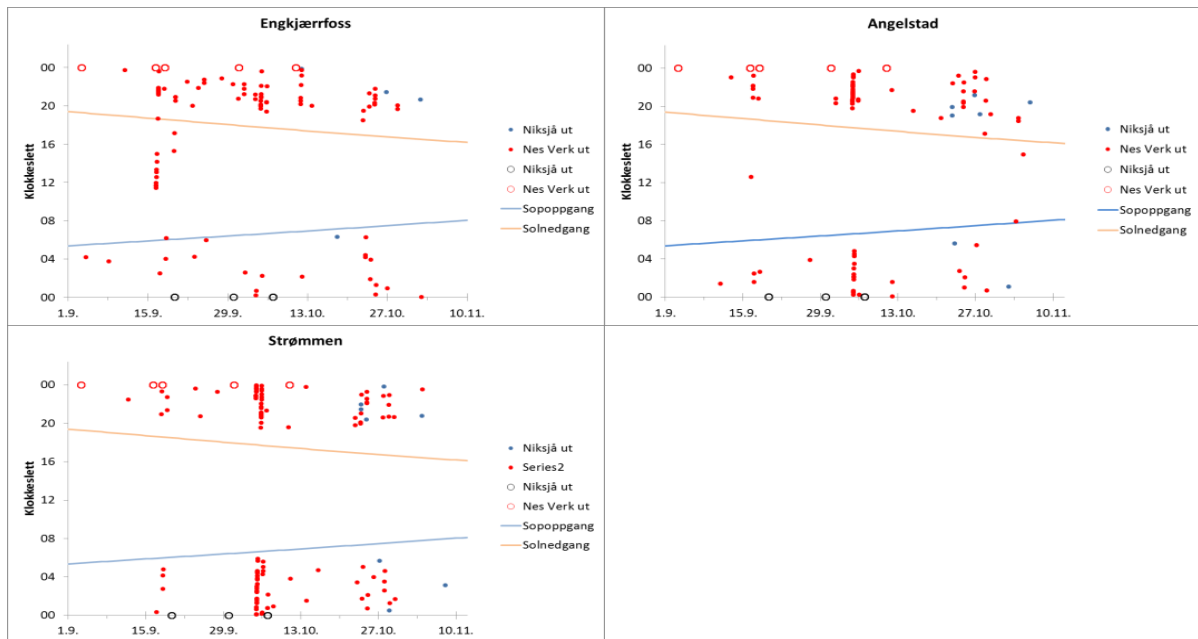 Engkjærrfoss
Klokkeslett
00
20
16
12
08
04
00
1.9.
15.9.
29.9.
13.10.
27.10.
10.11.
Niksjå ut
Nes Verk ut
Niksjå ut
Nes Verk ut
Sopoppgang
Solnedgang
Angelstad
Klokkeslett
00
20
16
12
08
04
00
1.9.
15.9.
29.9.
13.10.
27.10.
10.11.
Niksjå ut
Nes Verk ut
Niksjå ut
Nes Verk ut
Sopoppgang
Solnedgang
Strømmen
Klokkeslett
00
20
16
12
08
04
00
1.9.
15.9.
29.9.
13.10.
27.10.
10.11.
Niksjå ut
Series2
Niksjå ut
Nes Verk ut
Sopoppgang
Solnedgang